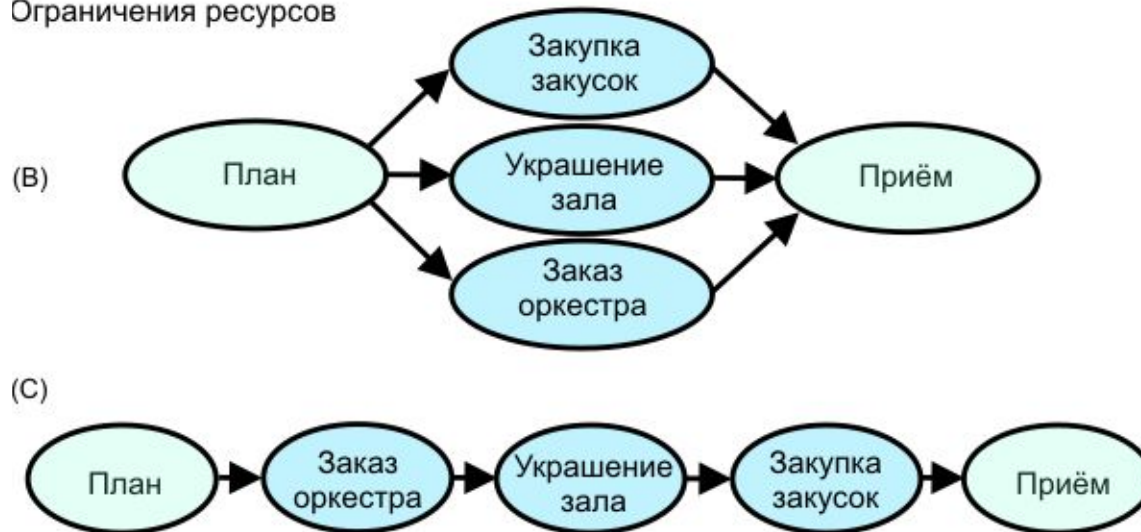 Ограничения ресурсов
Закупка
закусок
(B)
План
Украшение
зала
Приём
Заказ
оркестра
(C)
План
Заказ
оркестра
Украшение
зала
Закупка
закусок
Приём